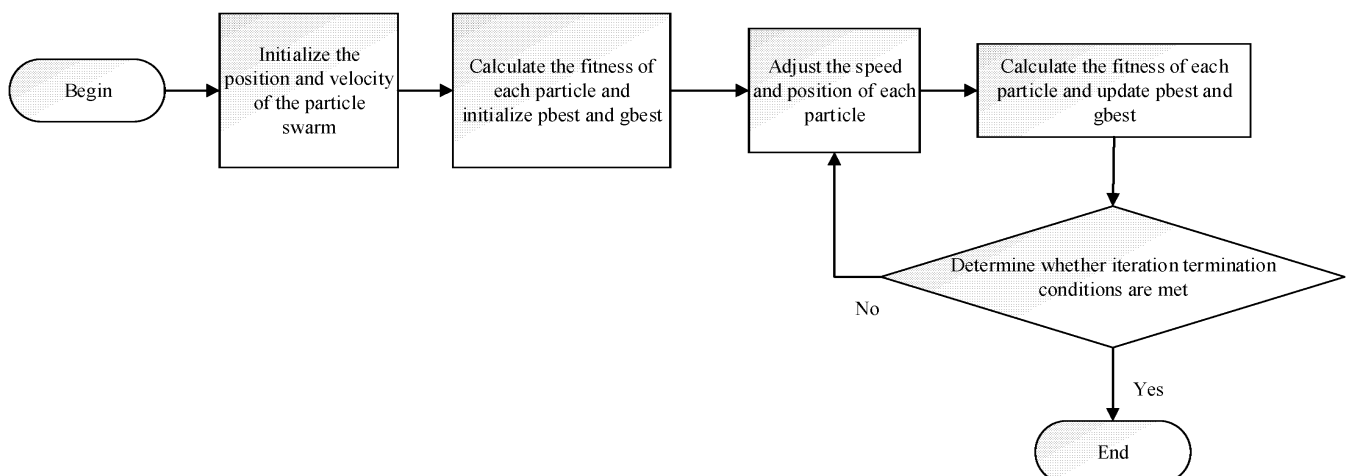 Begin
Initialize the
position and velocity
of the particle
swarm
Calculate the fitness of
each particle and
initialize pbest and gbest
Adjust the speed
and position of each
particle
Calculate the fitness of each
particle and update pbest and
gbest
Determine whether iteration termination
conditions are met
No
Yes
End